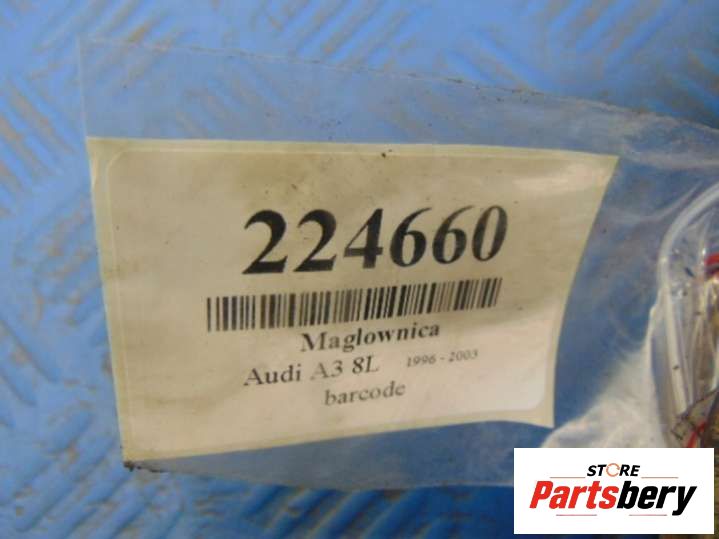 224660
Maglownica
Audi A3 8L 1996 - 2003
barcode
STORE
Partsbery